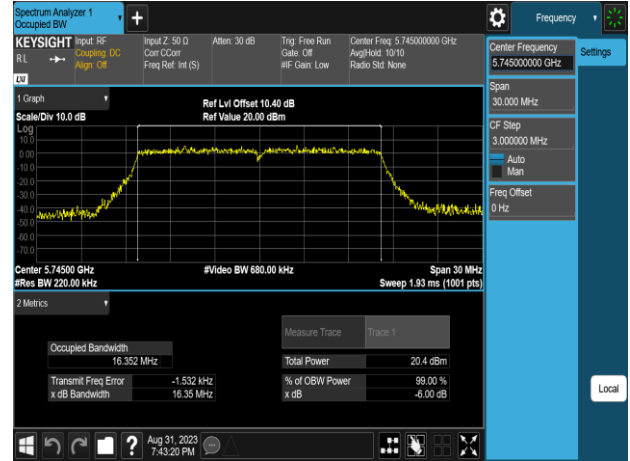 Spectrum Analyzer 1
Occupied BW
+
Frequency
KEYSIGHT
Input: RF
Coupling: DC
Align: Off
Input Z: 50 Ω
Corr CCorr
Freq Ref: Int (S)
Atten: 30 dB
Trig: Free Run
Gate: Off
#IF Gain: Low
Center Freq: 5.745000000 GHz
Avg|Hold: 10/10
Radio Std: None
RL
LXI
Center Frequency
5.745000000 GHz
Settings
Span
30.000 MHz
CF Step
3.000000 MHz
Auto
Man
Freq Offset
0 Hz
Local
1 Graph
Scale/Div 10.0 dB
Ref Lvl Offset 10.40 dB
Ref Value 20.00 dBm
Log
10.0
0.00
-10.0
-20.0
-30.0
-40.0
-50.0
-60.0
-70.0
Center 5.74500 GHz
#Res BW 220.00 kHz
#Video BW 680.00 kHz
Span 30 MHz
Sweep 1.93 ms (1001 pts)
2 Metrics
Measure Trace Trace 1
Occupied Bandwidth
16.352 MHz
Total Power 20.4 dBm
Transmit Freq Error -1.532 kHz
% of OBW Power 99.00 %
x dB Bandwidth 16.35 MHz
x dB -6.00 dB
?
Aug 31, 2023
7:43:20 PM